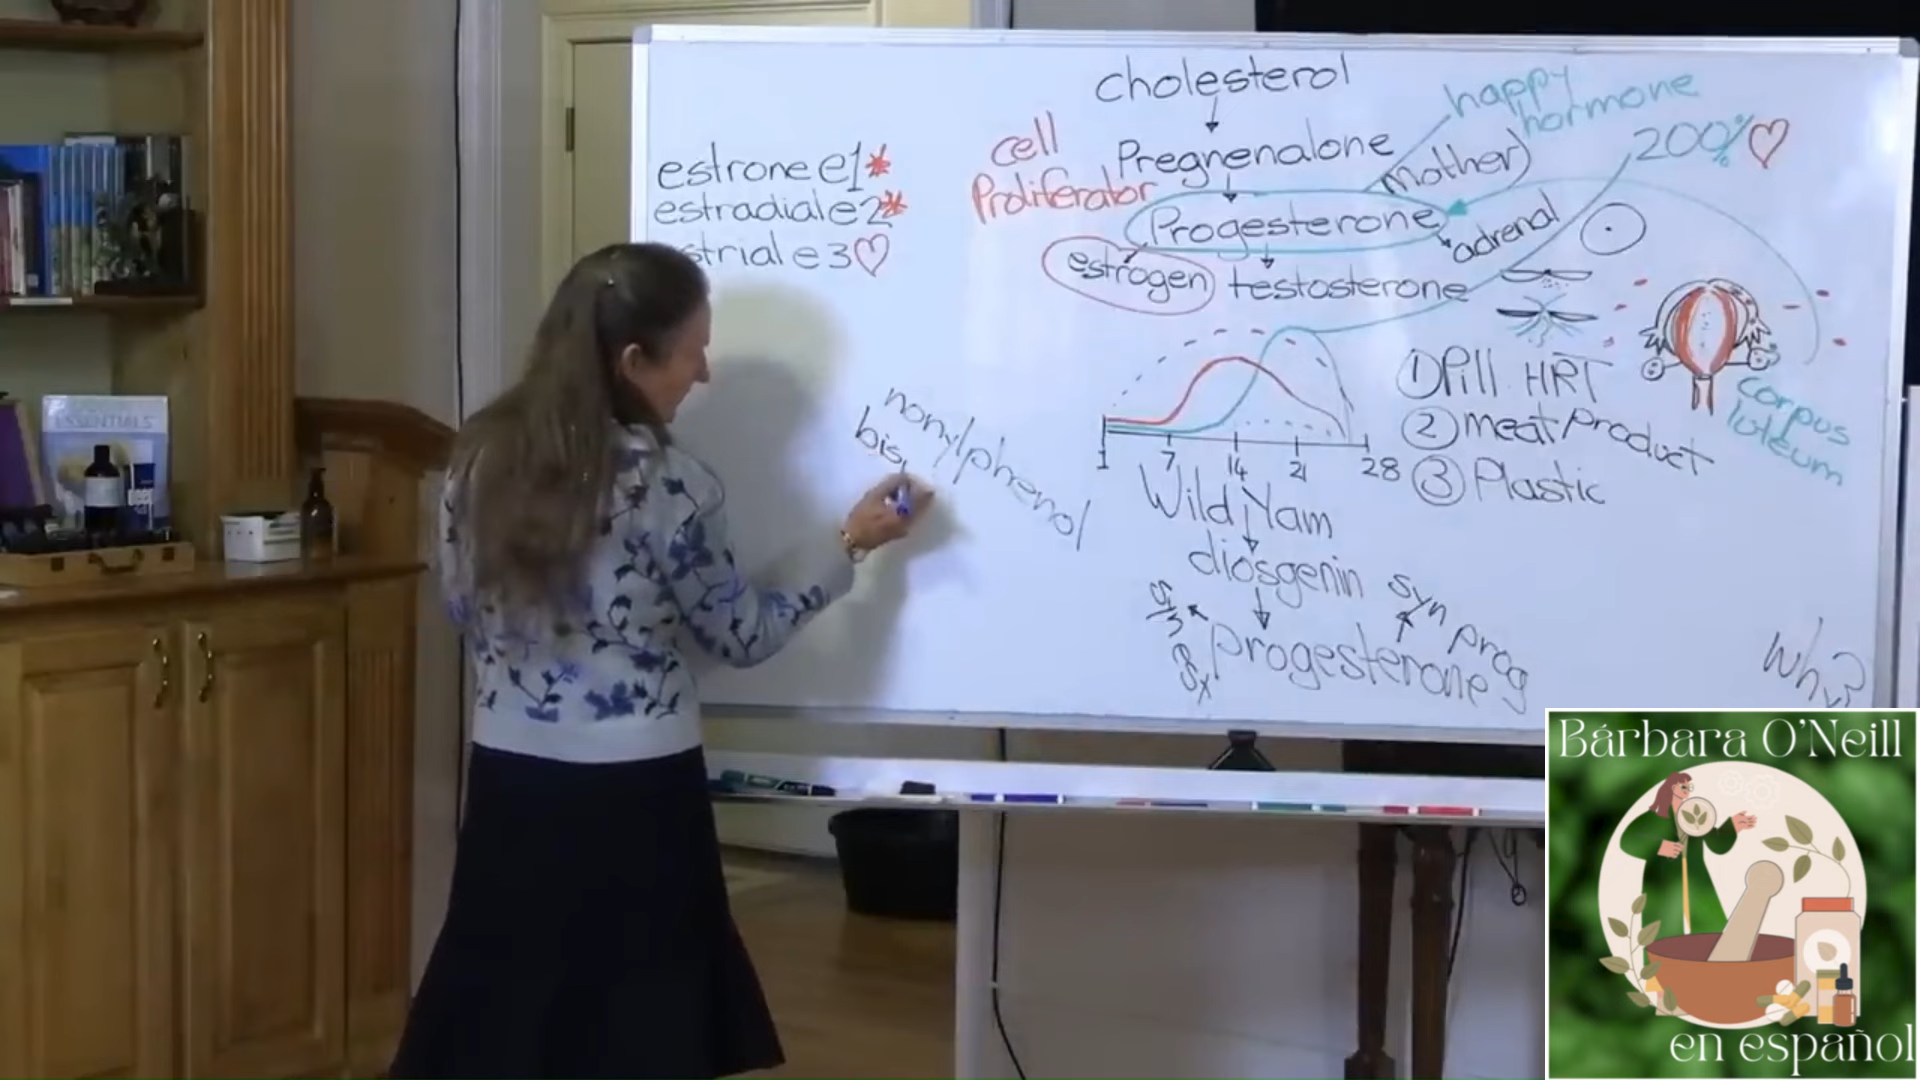 cholesterol
happy
hormone
cell
Proliferator
Pregnenalone
(Mother)
200% ♡
estrone e1*
estradial e2*
strial e3♡
Progesterone
adrenal
estrogen
testosterone
1 7 14 21 28
① Pill HRT
② meat product
③ Plastic
corpus
luteum
nonylphenol
bis
Wild Yam
diosgenin
syn prog
Progesterone
Why?
ESSENTIALS
Bárbara O'Neill
en español